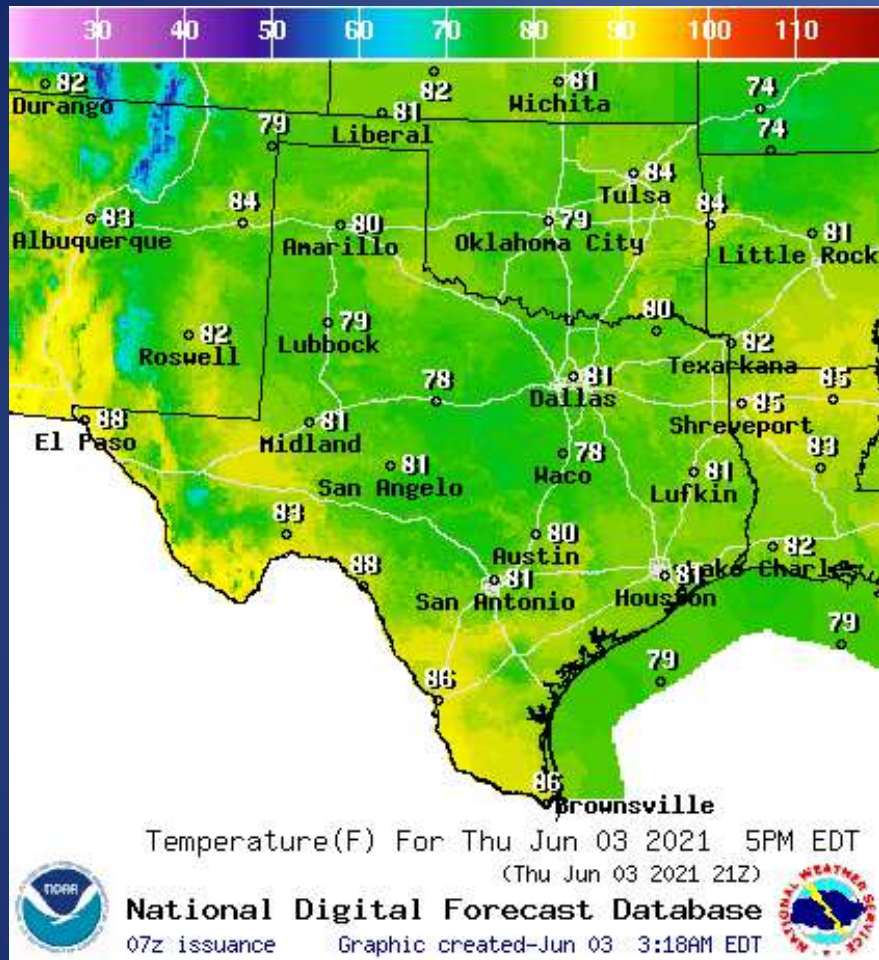 30 40 50 60 70 80 90 100 110
82
Durango
82
81
Wichita
81
Liberal
74
74
79
84
Tulsa
83
Albuquerque
84
80
Amarillo
79
Oklahoma City
84
81
Little Rock
82
Roswell
79
Lubbock
80
82
Texarkana
81
Dallas
78
85
Shreveport
85
88
El Paso
81
Midland
78
Waco
81
San Angelo
81
Lufkin
83
83
80
Austin
82
Lake Charles
88
81
San Antonio
81
Houston
79
79
86
86
Brownsville
Temperature(F) For Thu Jun 03 2021 5PM EDT
(Thu Jun 03 2021 21Z)
NOAA
National Digital Forecast Database
07z issuance Graphic created-Jun 03 3:18AM EDT
NATIONAL WEATHER SERVICE